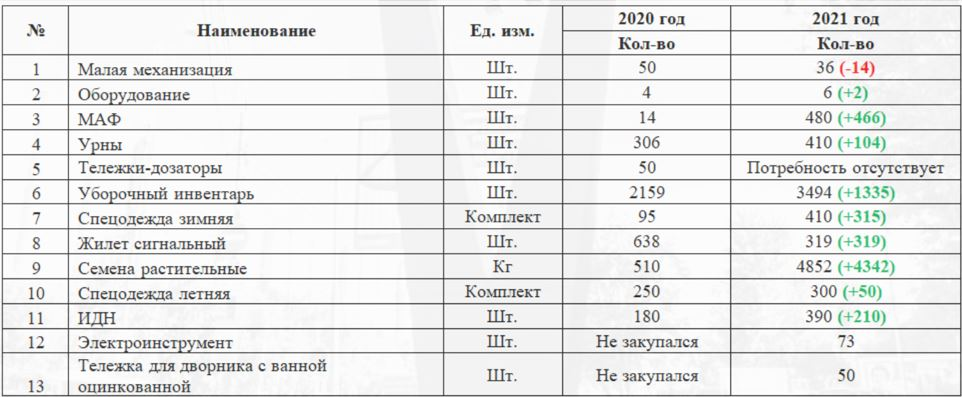 № Наименование Ед. изм. 2020 год 2021 год
Кол-во Кол-во
1 Малая механизация Шт. 50 36 (-14)
2 Оборудование Шт. 4 6 (+2)
3 МАФ Шт. 14 480 (+466)
4 Урны Шт. 306 410 (+104)
5 Тележки-дозаторы Шт. 50 Потребность отсутствует
6 Уборочный инвентарь Шт. 2159 3494 (+1335)
7 Спецодежда зимняя Комплект 95 410 (+315)
8 Жилет сигнальный Шт. 638 319 (+319)
9 Семена растительные Кг 510 4852 (+4342)
10 Спецодежда летняя Комплект 250 300 (+50)
11 ИДН Шт. 180 390 (+210)
12 Электроинструмент Шт. Не закупался 73
13 Тележка для дворника с ванной
оцинкованной Шт. Не закупался 50